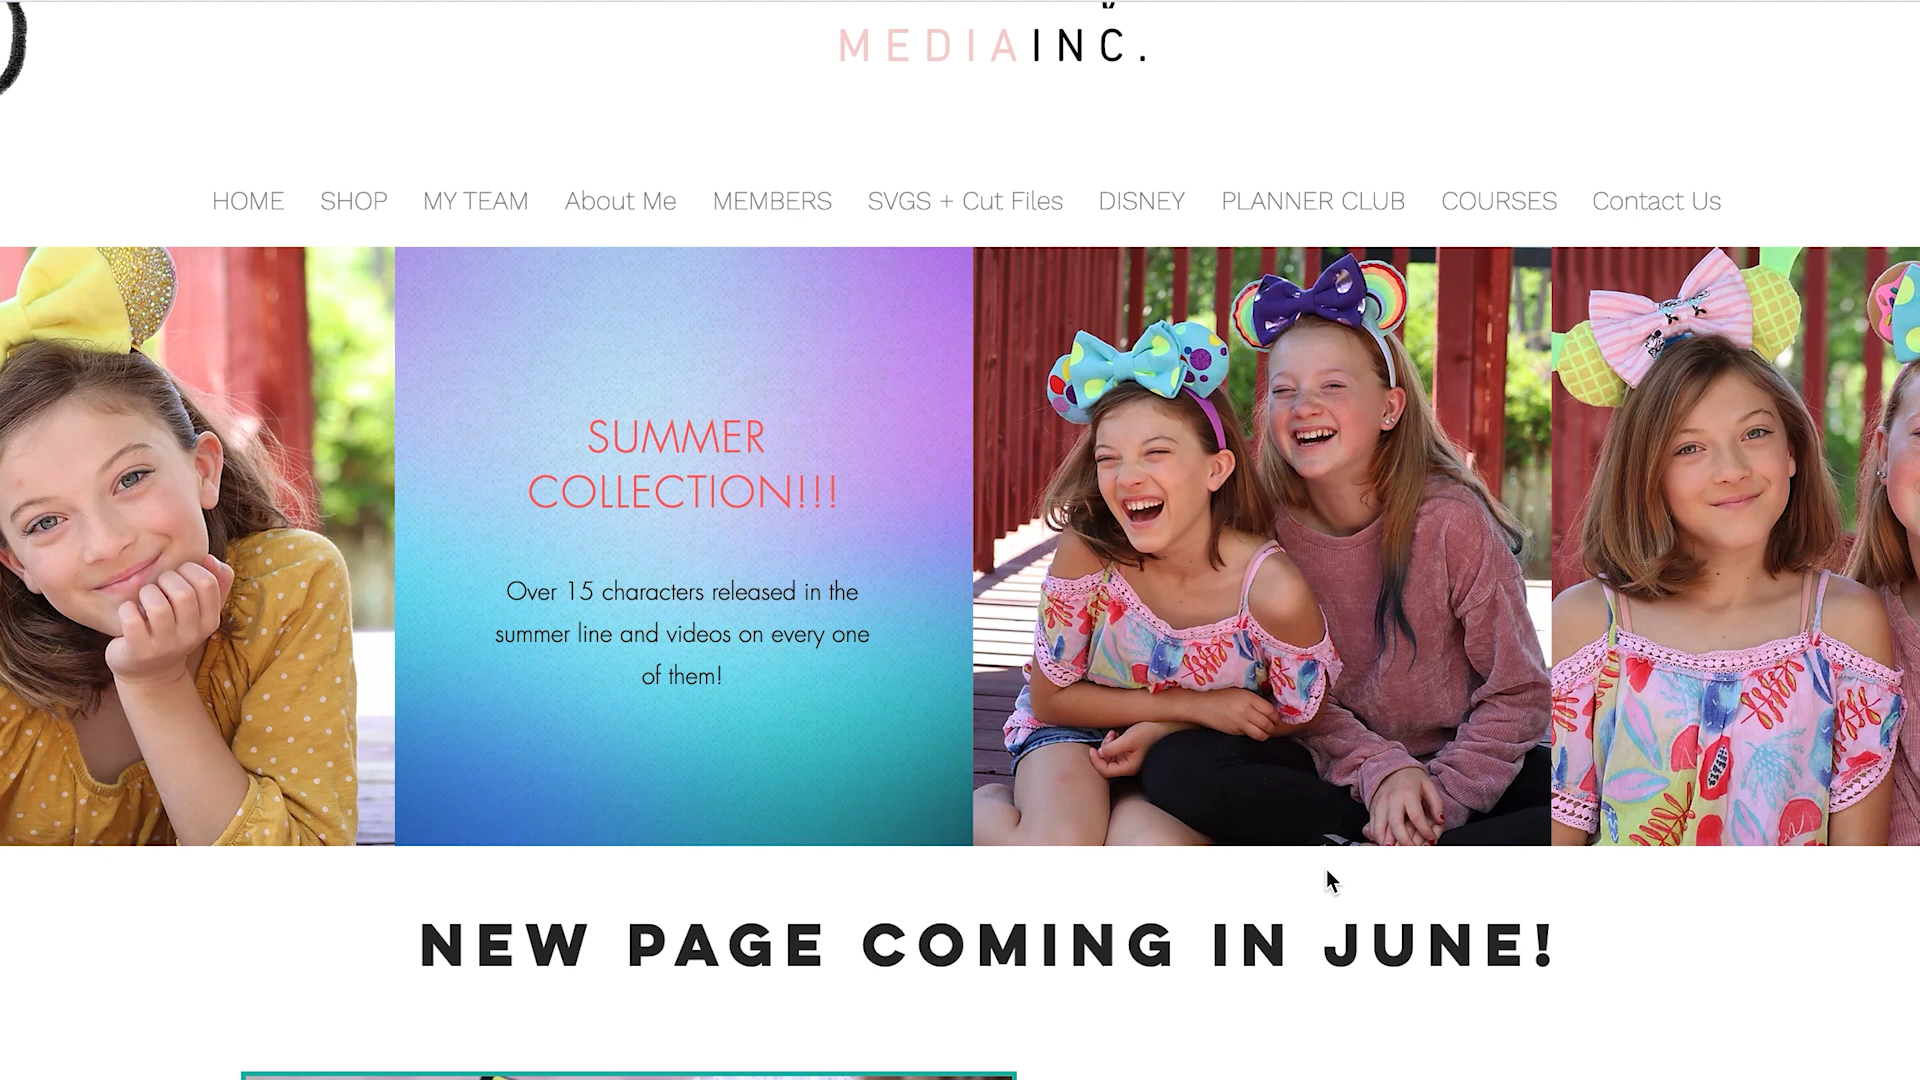 MEDIAINC.
HOME SHOP MY TEAM About Me MEMBERS SVGS + Cut Files DISNEY PLANNER CLUB COURSES Contact Us
SUMMER
COLLECTION!!!
Over 15 characters released in the
summer line and videos on every one
of them!
NEW PAGE COMING IN JUNE!